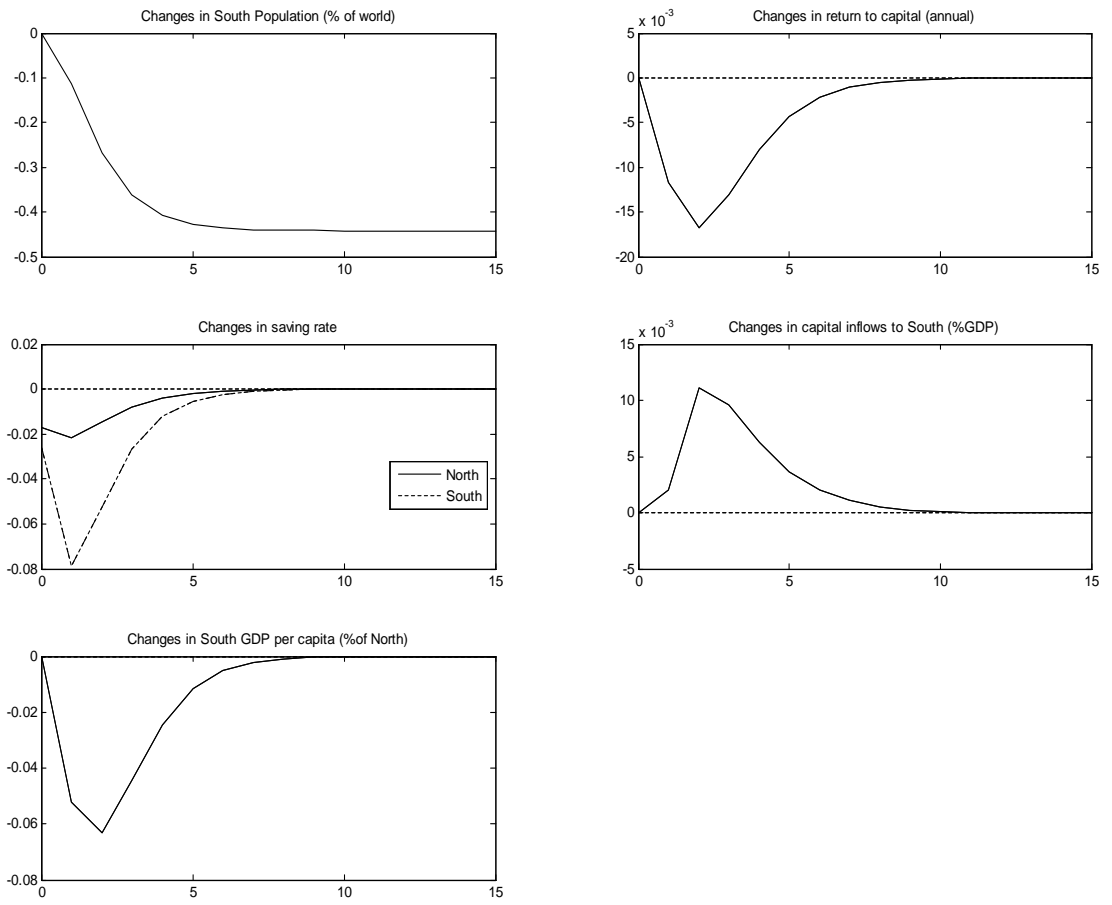 Changes in South Population (% of world)
0
-0.1
-0.2
-0.3
-0.4
-0.5
0 5 10 15
Changes in return to capital (annual)
x 10-3
5
0
-5
-10
-15
-20
0 5 10 15
Changes in saving rate
0.02
0
-0.02
-0.04
-0.06
-0.08
0 5 10 15
North
South
Changes in capital inflows to South (%GDP)
x 10-3
15
10
5
0
-5
0 5 10 15
Changes in South GDP per capita (%of North)
0
-0.02
-0.04
-0.06
-0.08
0 5 10 15